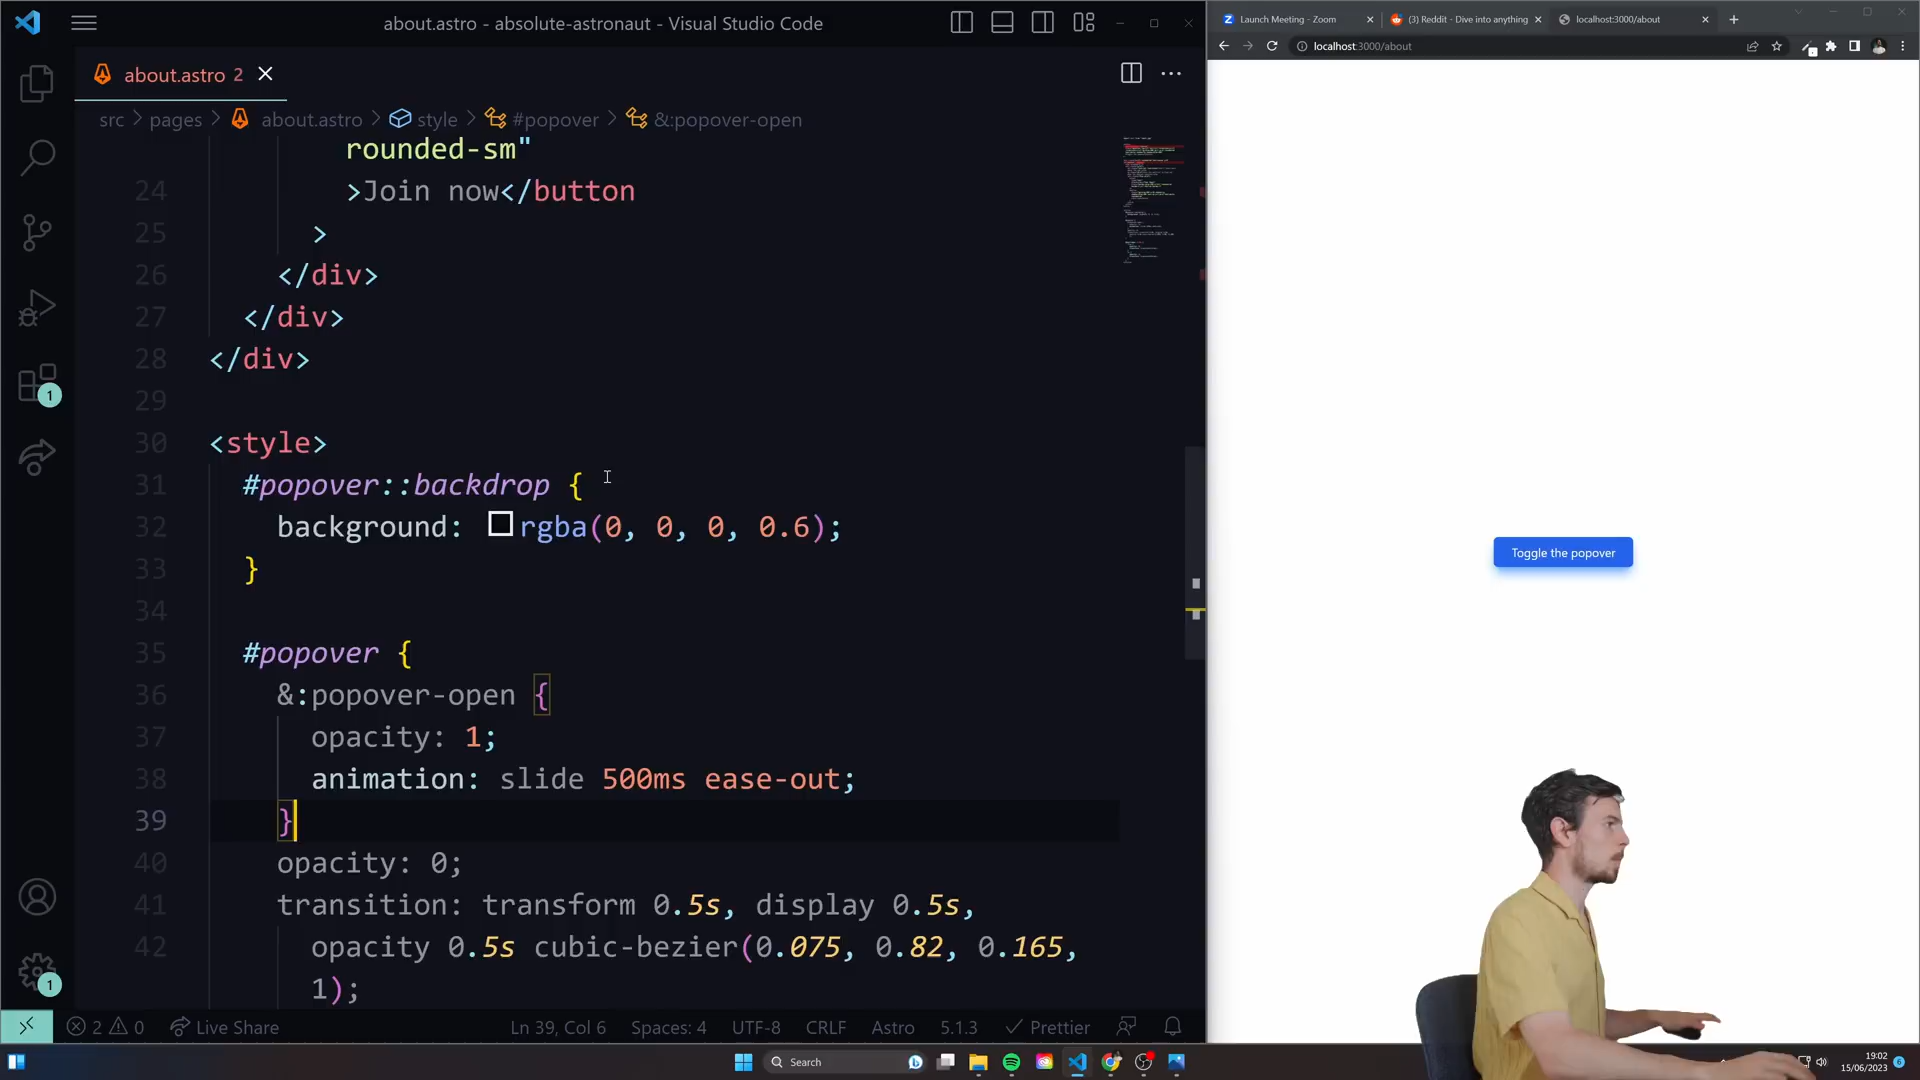 about.astro - absolute-astronaut - Visual Studio Code
about.astro 2
src > pages > about.astro > style > #popover > &:popover-open
rounded-sm"
24 >Join now</button
25 >
26 </div>
27 </div>
28 </div>
29
30 <style>
31 #popover::backdrop {
32 background: rgba(0, 0, 0, 0.6);
33 }
34
35 #popover {
36 &:popover-open {
37 opacity: 1;
38 animation: slide 500ms ease-out;
39 }
40 opacity: 0;
41 transition: transform 0.5s, display 0.5s,
42 opacity 0.5s cubic-bezier(0.075, 0.82, 0.165,
1);
1
1
2 0 Live Share Ln 39, Col 6 Spaces: 4 UTF-8 CRLF Astro 5.1.3 Prettier
Launch Meeting - Zoom
(3) Reddit - Dive into anything
localhost:3000/about
localhost:3000/about
Toggle the popover
Search
19:02
15/06/2023